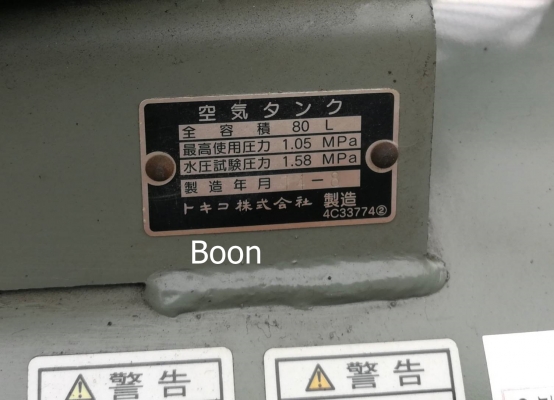 空気タンク
全容積 80 L
最高使用圧力 1.05 MPa
水圧試験圧力 1.58 MPa
製造年月 —
トキコ株式会社 製造
4C33774②
Boon
警告
警告